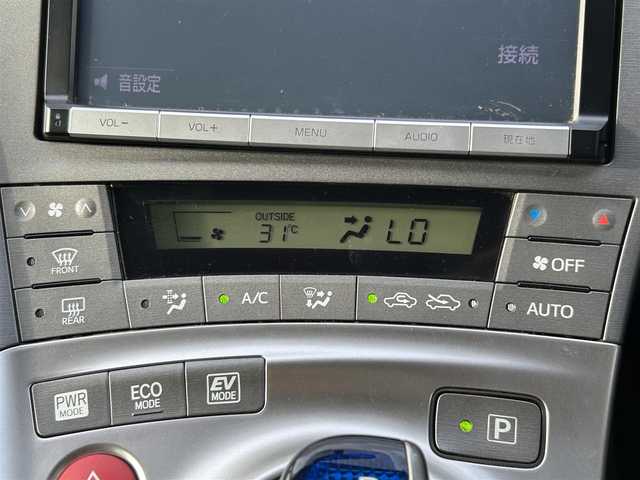 接続
音設定
VOL－ VOL＋ MENU AUDIO 現在地
OUTSIDE
31℃ LO
FRONT
OFF
REAR
A/C
AUTO
PWR MODE
ECO MODE
EV MODE
P